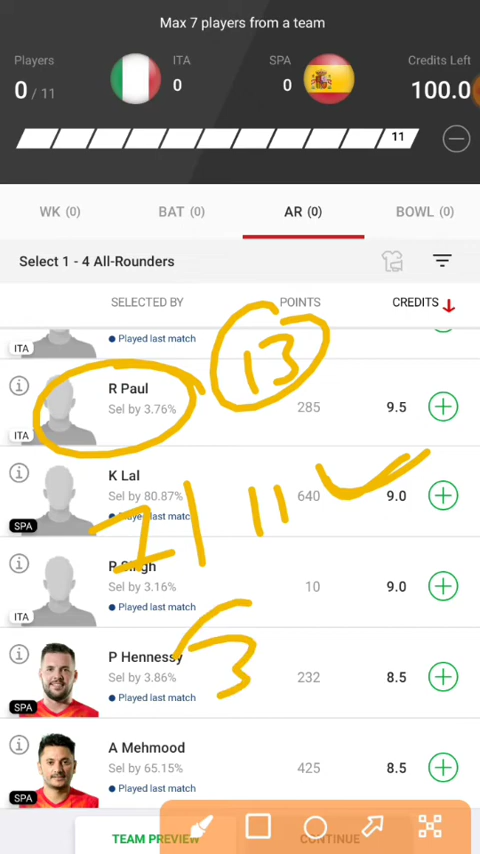 Max 7 players from a team
Players ITA SPA Credits Left
0 / 11 0 0 100.0
11
WK (0) BAT (0) AR (0) BOWL (0)
Select 1 - 4 All-Rounders
SELECTED BY POINTS CREDITS
Played last match
ITA
13
R Paul
Sel by 3.76% 285 9.5
ITA
K Lal
Sel by 80.87% 640 9.0
Played last match
SPA
11
R Singh
Sel by 3.16% 10 9.0
Played last match
ITA
P Hennessy
Sel by 3.86% 232 8.5
Played last match
SPA
A Mehmood
Sel by 65.15% 425 8.5
Played last match
SPA
TEAM PREVIEW CONTINUE